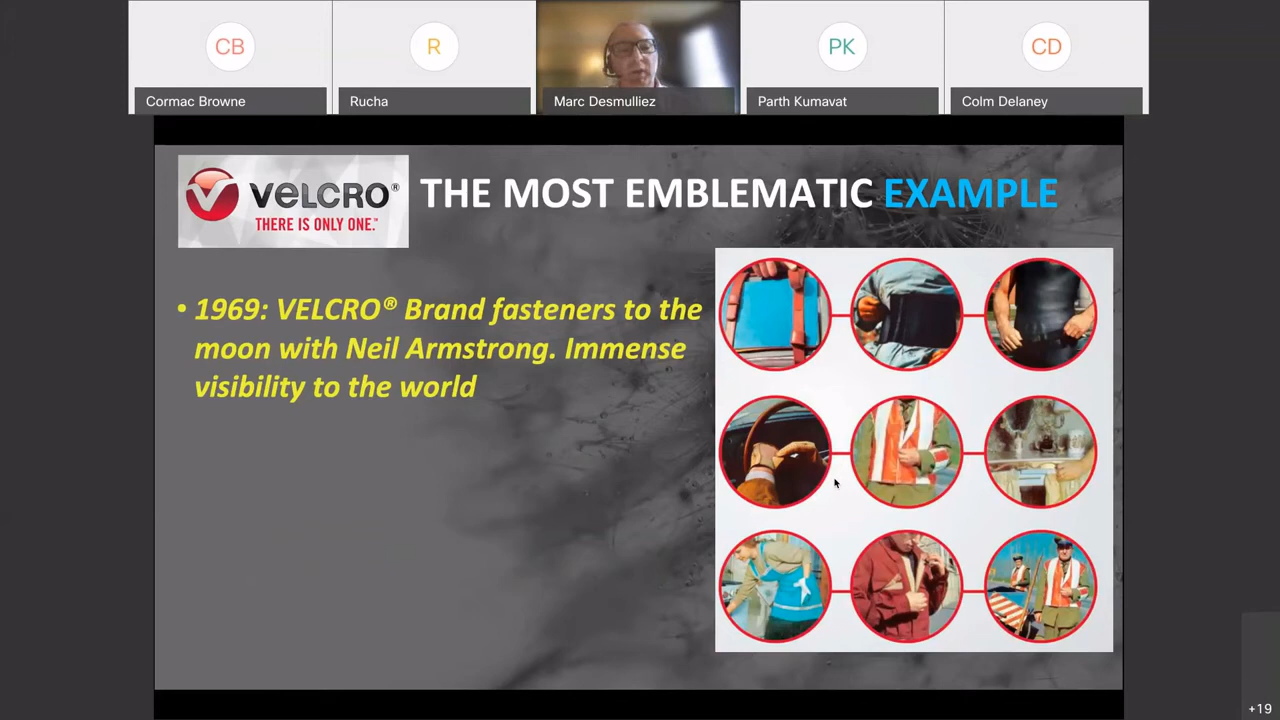 CB
R
PK
CD
Cormac Browne
Rucha
Marc Desmulliez
Parth Kumavat
Colm Delaney
VELCRO®
THERE IS ONLY ONE.™
THE MOST EMBLEMATIC EXAMPLE
• 1969: VELCRO® Brand fasteners to the
moon with Neil Armstrong. Immense
visibility to the world
+19